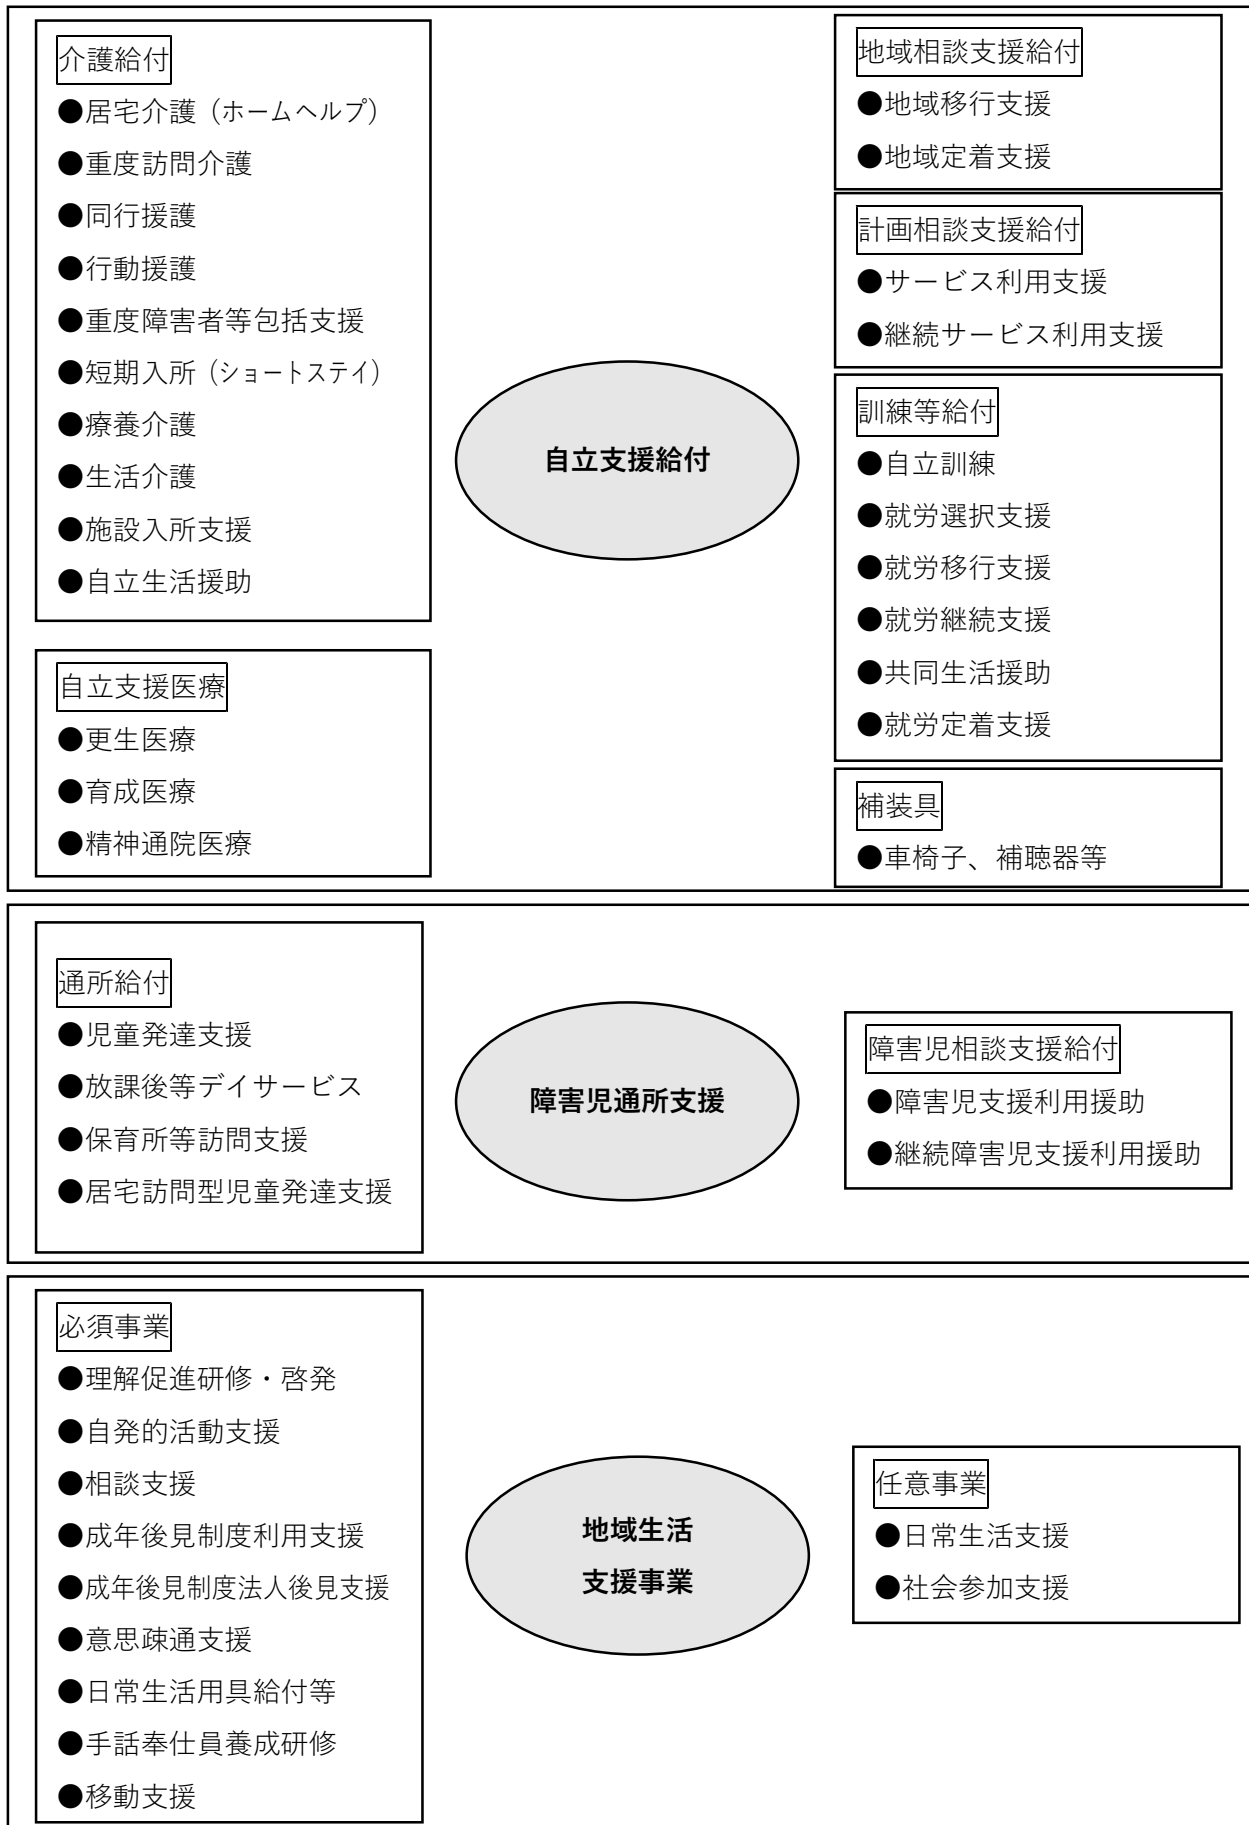 介護給付
●居宅介護（ホームヘルプ）
●重度訪問介護
●同行援護
●行動援護
●重度障害者等包括支援
●短期入所（ショートステイ）
●療養介護
●生活介護
●施設入所支援
●自立生活援助
自立支援医療
●更生医療
●育成医療
●精神通院医療
自立支援給付
地域相談支援給付
●地域移行支援
●地域定着支援
計画相談支援給付
●サービス利用支援
●継続サービス利用支援
訓練等給付
●自立訓練
●就労選択支援
●就労移行支援
●就労継続支援
●共同生活援助
●就労定着支援
補装具
●車椅子、補聴器等
通所給付
●児童発達支援
●放課後等デイサービス
●保育所等訪問支援
●居宅訪問型児童発達支援
障害児通所支援
障害児相談支援給付
●障害児支援利用援助
●継続障害児支援利用援助
必須事業
●理解促進研修・啓発
●自発的活動支援
●相談支援
●成年後見制度利用支援
●成年後見制度法人後見支援
●意思疎通支援
●日常生活用具給付等
●手話奉仕員養成研修
●移動支援
地域生活
支援事業
任意事業
●日常生活支援
●社会参加支援